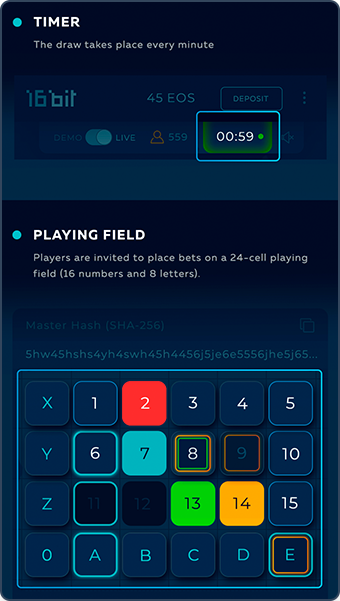 TIMER
The draw takes place every minute
16 bit
45 EOS
DEPOSIT
DEMO
LIVE
559
00:59
PLAYING FIELD
Players are invited to place bets on a 24-cell playing
field (16 numbers and 8 letters).
Master Hash (SHA-256)
5hw45hshs4yh4swh45h4456j5je6e5556jhe5j65...
X 1 2 3 4 5
Y 6 7 8 9 10
Z 11 12 13 14 15
0 A B C D E